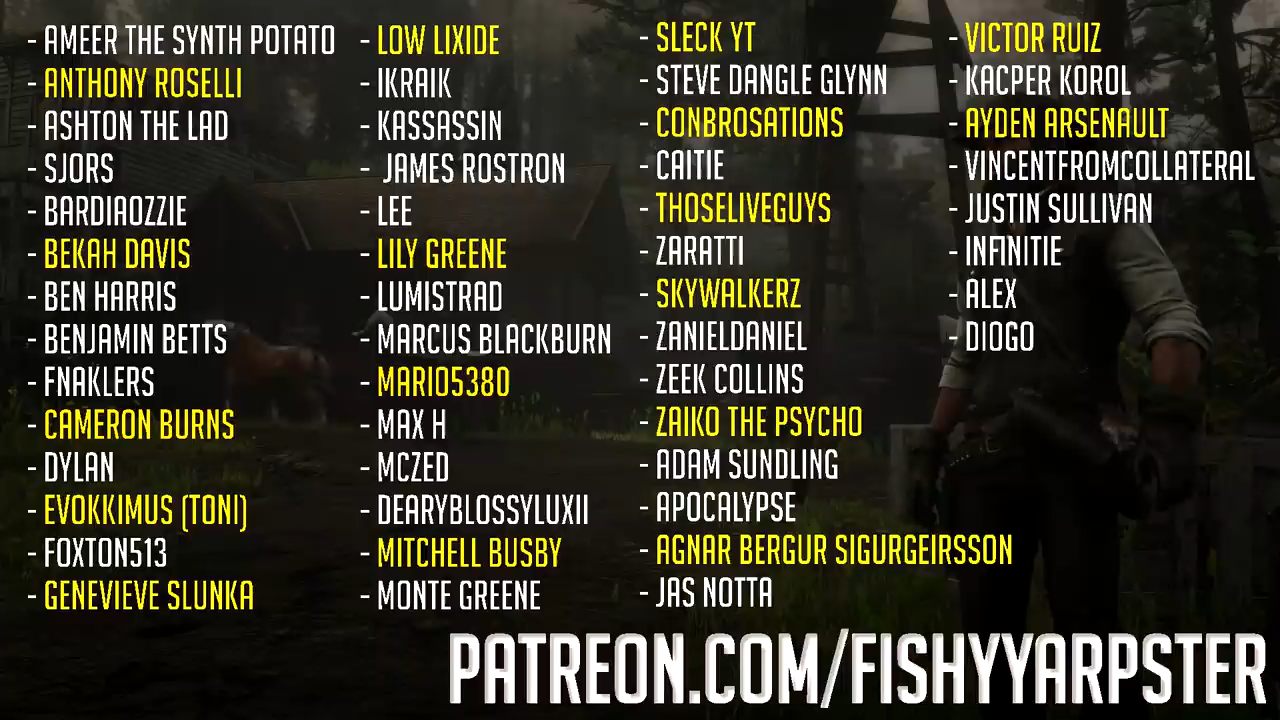 - AMEER THE SYNTH POTATO
- ANTHONY ROSELLI
- ASHTON THE LAD
- SJORS
- BARDIAOZZIE
- BEKAH DAVIS
- BEN HARRIS
- BENJAMIN BETTS
- FNAKLERS
- CAMERON BURNS
- DYLAN
- EVOKKIMUS (TONI)
- FOXTON513
- GENEVIEVE SLUNKA
- LOW LIXIDE
- IKRAIK
- KASSASSIN
- JAMES ROSTRON
- LEE
- LILY GREENE
- LUMISTRAD
- MARCUS BLACKBURN
- MARIO5380
- MAX H
- MCZED
- DEARYBLOSSYLUXII
- MITCHELL BUSBY
- MONTE GREENE
- SLECK YT
- STEVE DANGLE GLYNN
- CONBROSATIONS
- CAITIE
- THOSELIVEGUYS
- ZARATTI
- SKYWALKERZ
- ZANIELDANIEL
- ZEEK COLLINS
- ZAIKO THE PSYCHO
- ADAM SUNDLING
- APOCALYPSE
- AGNAR BERGUR SIGURGEIRSSON
- JAS NOTTA
- VICTOR RUIZ
- KACPER KOROL
- AYDEN ARSENAULT
- VINCENTFROMCOLLATERAL
- JUSTIN SULLIVAN
- INFINITIE
- ALEX
- DIOGO
PATREON.COM/FISHYYARPSTER